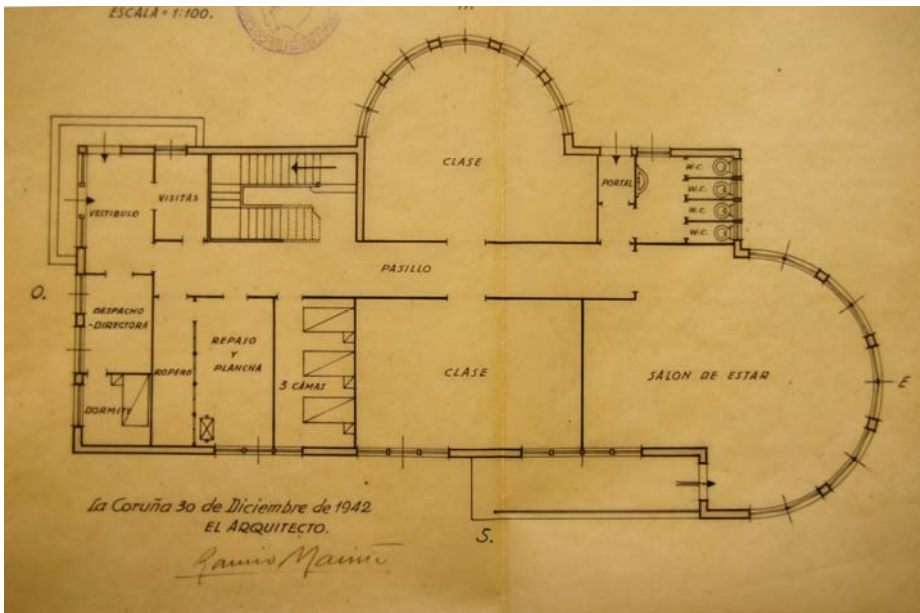 ESCALA = 1:100.
CLASE
PORTAL
W.C.
W.C.
W.C.
W.C.
VISITAS
VESTIBULO
PASILLO
O.
DESPACHO
-DIRECTORA
REPASO
Y
PLANCHA
ROPERO
3 CAMAS
CLASE
SALON DE ESTAR
E
DORMITº
La Coruña 30 de Diciembre de 1942
EL ARQUITECTO.
S.